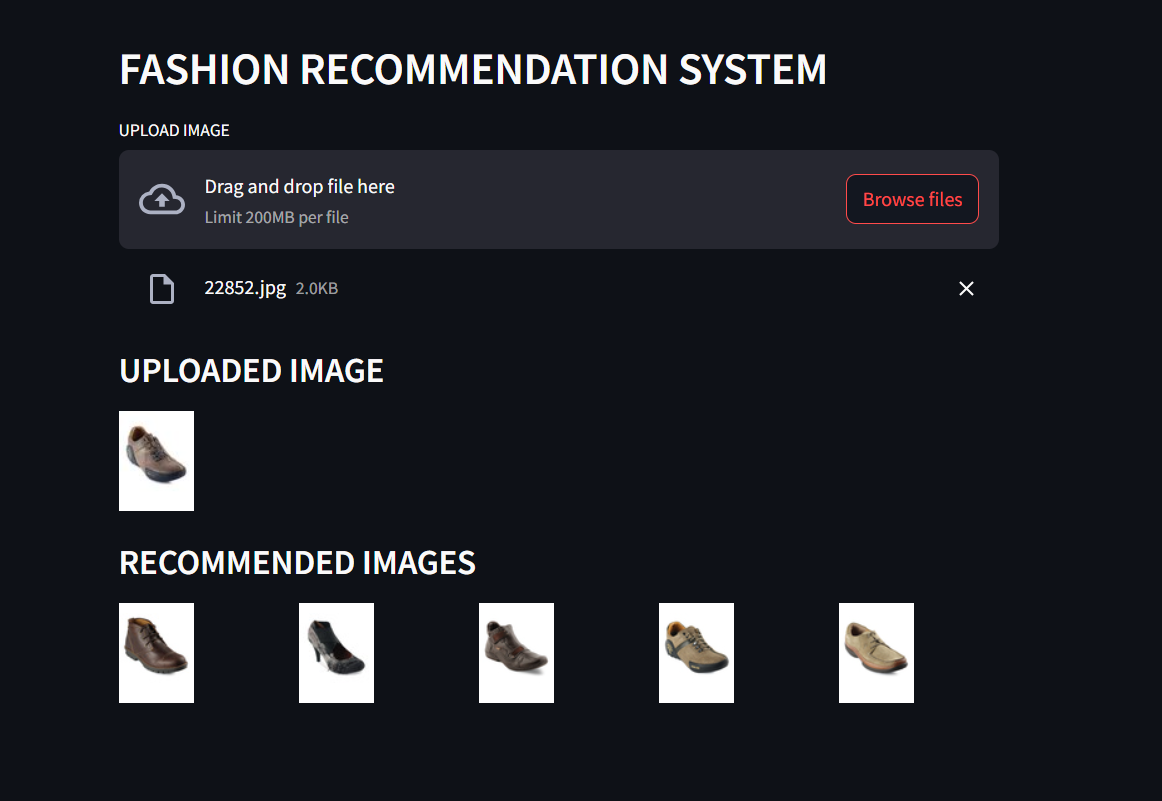 FASHION RECOMMENDATION SYSTEM
UPLOAD IMAGE
Drag and drop file here
Limit 200MB per file
Browse files
22852.jpg 2.0KB
UPLOADED IMAGE
RECOMMENDED IMAGES